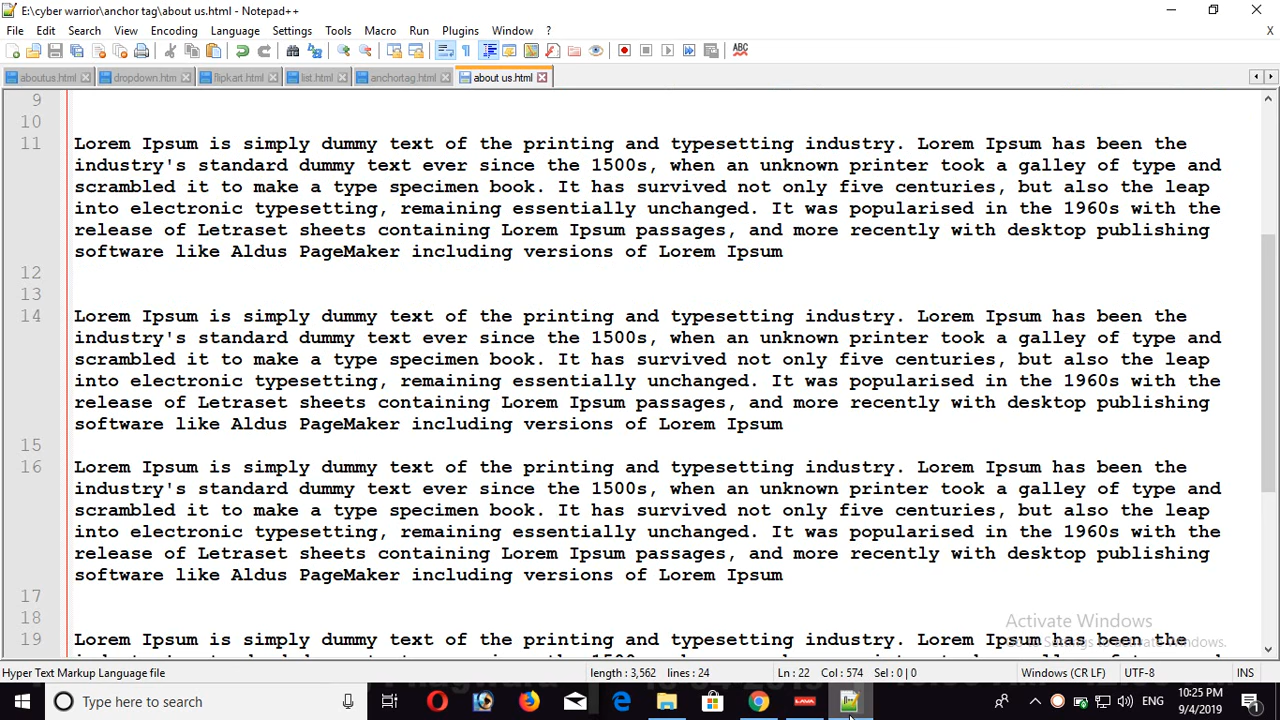 E:\cyber warrior\anchor tag\about us.html - Notepad++
File Edit Search View Encoding Language Settings Tools Macro Run Plugins Window ? X
aboutus.html dropdown.htm flipkart.html list.html anchortag.html about us.html
9
10
11 Lorem Ipsum is simply dummy text of the printing and typesetting industry. Lorem Ipsum has been the
industry's standard dummy text ever since the 1500s, when an unknown printer took a galley of type and
scrambled it to make a type specimen book. It has survived not only five centuries, but also the leap
into electronic typesetting, remaining essentially unchanged. It was popularised in the 1960s with the
release of Letraset sheets containing Lorem Ipsum passages, and more recently with desktop publishing
software like Aldus PageMaker including versions of Lorem Ipsum
12
13
14 Lorem Ipsum is simply dummy text of the printing and typesetting industry. Lorem Ipsum has been the
industry's standard dummy text ever since the 1500s, when an unknown printer took a galley of type and
scrambled it to make a type specimen book. It has survived not only five centuries, but also the leap
into electronic typesetting, remaining essentially unchanged. It was popularised in the 1960s with the
release of Letraset sheets containing Lorem Ipsum passages, and more recently with desktop publishing
software like Aldus PageMaker including versions of Lorem Ipsum
15
16 Lorem Ipsum is simply dummy text of the printing and typesetting industry. Lorem Ipsum has been the
industry's standard dummy text ever since the 1500s, when an unknown printer took a galley of type and
scrambled it to make a type specimen book. It has survived not only five centuries, but also the leap
into electronic typesetting, remaining essentially unchanged. It was popularised in the 1960s with the
release of Letraset sheets containing Lorem Ipsum passages, and more recently with desktop publishing
software like Aldus PageMaker including versions of Lorem Ipsum
17
18
Activate Windows
19 Lorem Ipsum is simply dummy text of the printing and typesetting industry. Lorem Ipsum has been the
Settings to activate Windows.
Hyper Text Markup Language file length : 3,562 lines : 24 Ln : 22 Col : 574 Sel : 0 | 0 Windows (CR LF) UTF-8 INS
Type here to search
LAVA
ENG
10:25 PM
9/4/2019
1